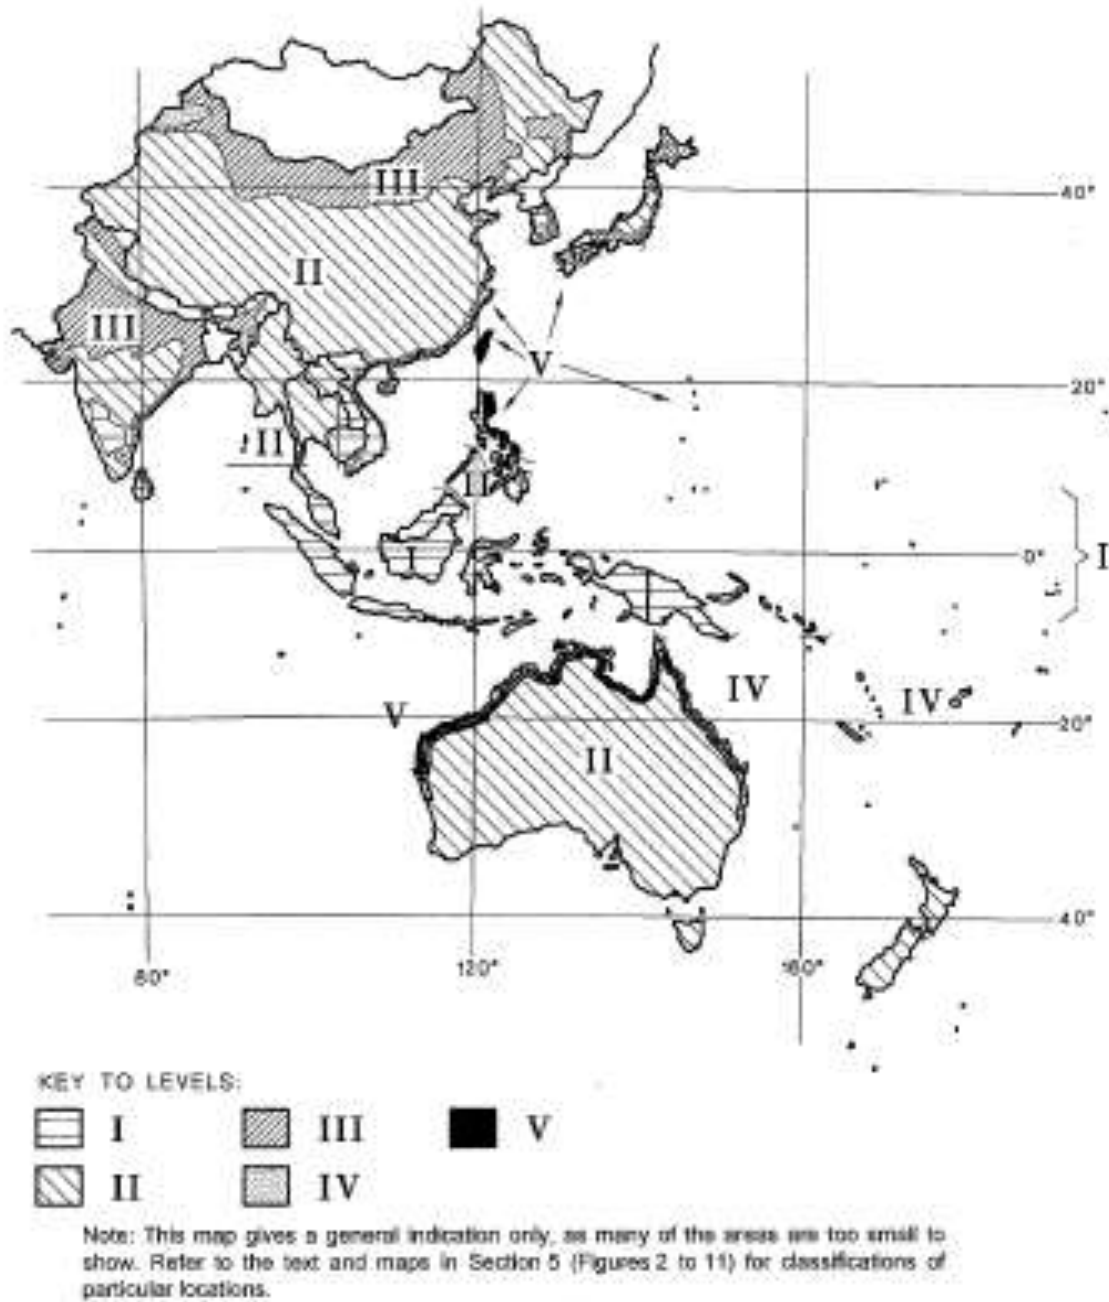 III
40°
II
III
V
20°
II
II
I
0°
I
IV
IV
V
20°
II
40°
80°
120°
160°
KEY TO LEVELS:
I III V
II IV
Note: This map gives a general indication only, as many of the areas are too small to
show. Refer to the text and maps in Section 5 (Figures 2 to 11) for classifications of
particular locations.